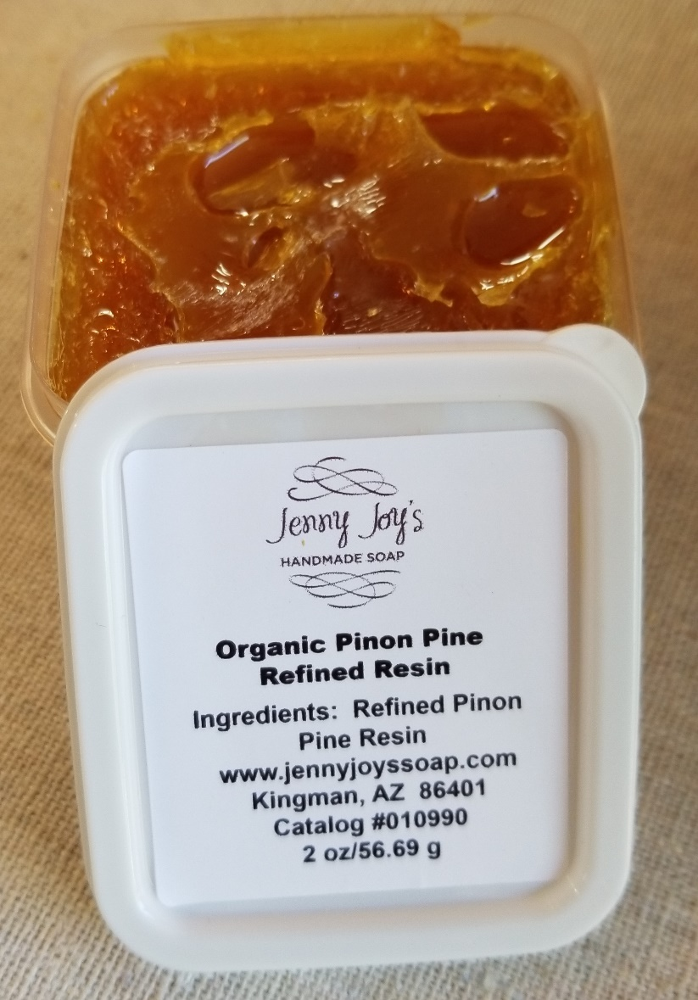 Jenny Joy's
HANDMADE SOAP
Organic Pinon Pine
Refined Resin
Ingredients: Refined Pinon
Pine Resin
www.jennyjoyssoap.com
Kingman, AZ 86401
Catalog #010990
2 oz/56.69 g